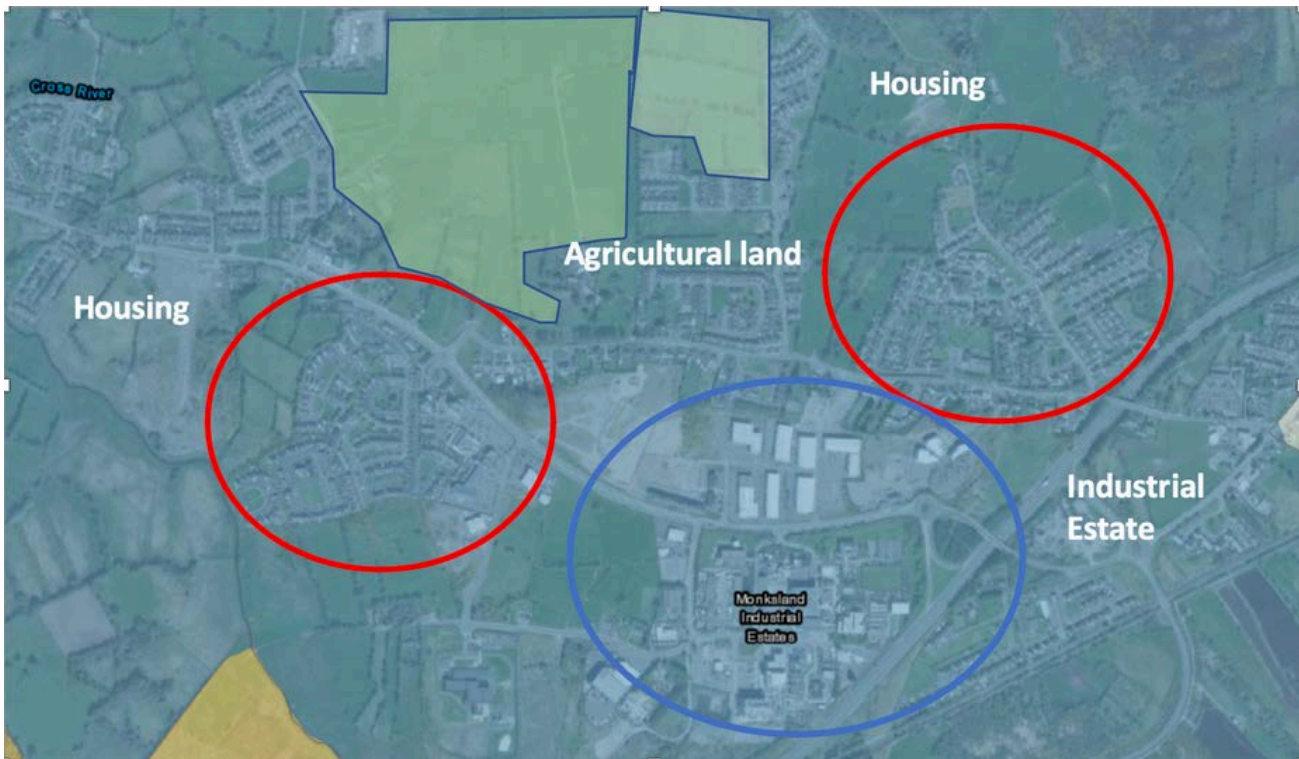 Housing
Cross River
Agricultural land
Housing
Industrial
Estate
Monksland
Industrial
Estates